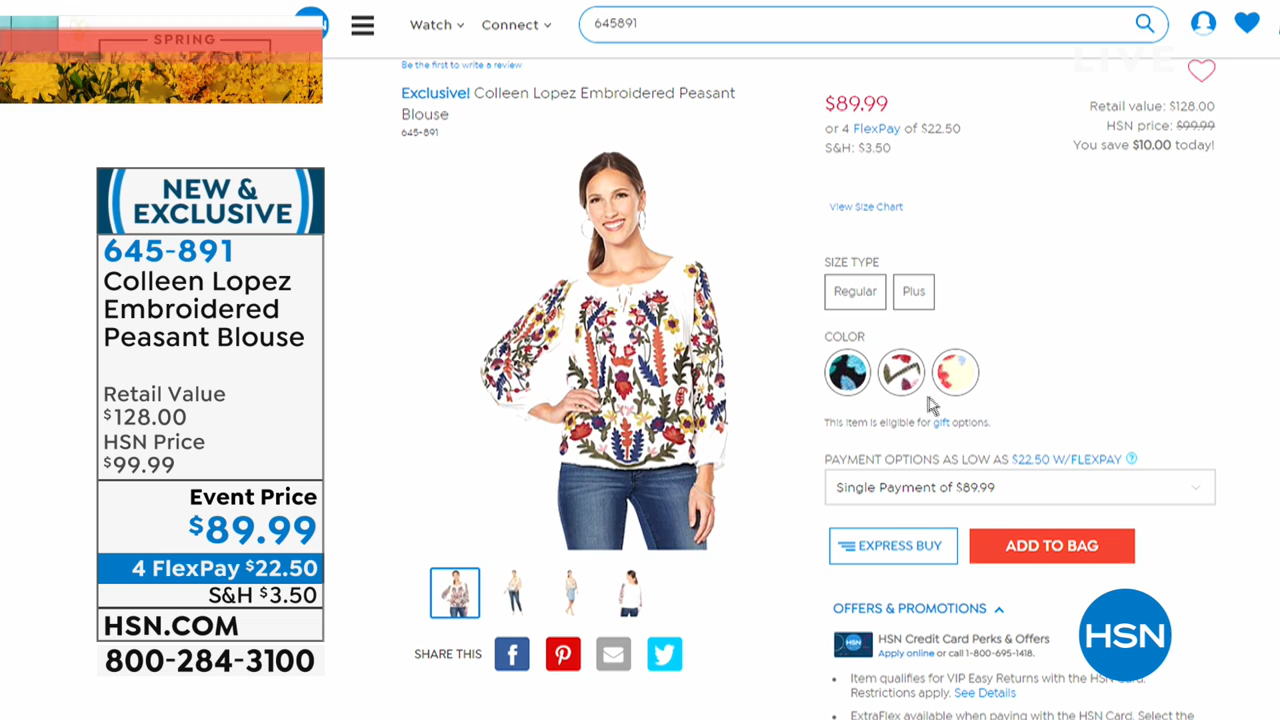 SPRING
Watch
Connect
645891
LIVE
NEW &
EXCLUSIVE
645-891
Colleen Lopez
Embroidered
Peasant Blouse
Retail Value
$128.00
HSN Price
$99.99
Event Price
$89.99
4 FlexPay $22.50
S&H $3.50
HSN.COM
800-284-3100
Be the first to write a review
Exclusive! Colleen Lopez Embroidered Peasant
Blouse
645-891
SHARE THIS
$89.99
or 4 FlexPay of $22.50
S&H: $3.50
Retail value: $128.00
HSN price: $99.99
You save $10.00 today!
View Size Chart
SIZE TYPE
Regular
Plus
COLOR
This item is eligible for gift options.
PAYMENT OPTIONS AS LOW AS $22.50 W/FLEXPAY ?
Single Payment of $89.99
EXPRESS BUY
ADD TO BAG
OFFERS & PROMOTIONS
HSN
HSN Credit Card Perks & Offers
Apply online or call 1-800-695-1418.
• Item qualifies for VIP Easy Returns with the HSN Card.
Restrictions apply. See Details
• ExtraFlex available when paying with the HSN Card. Select the
HSN